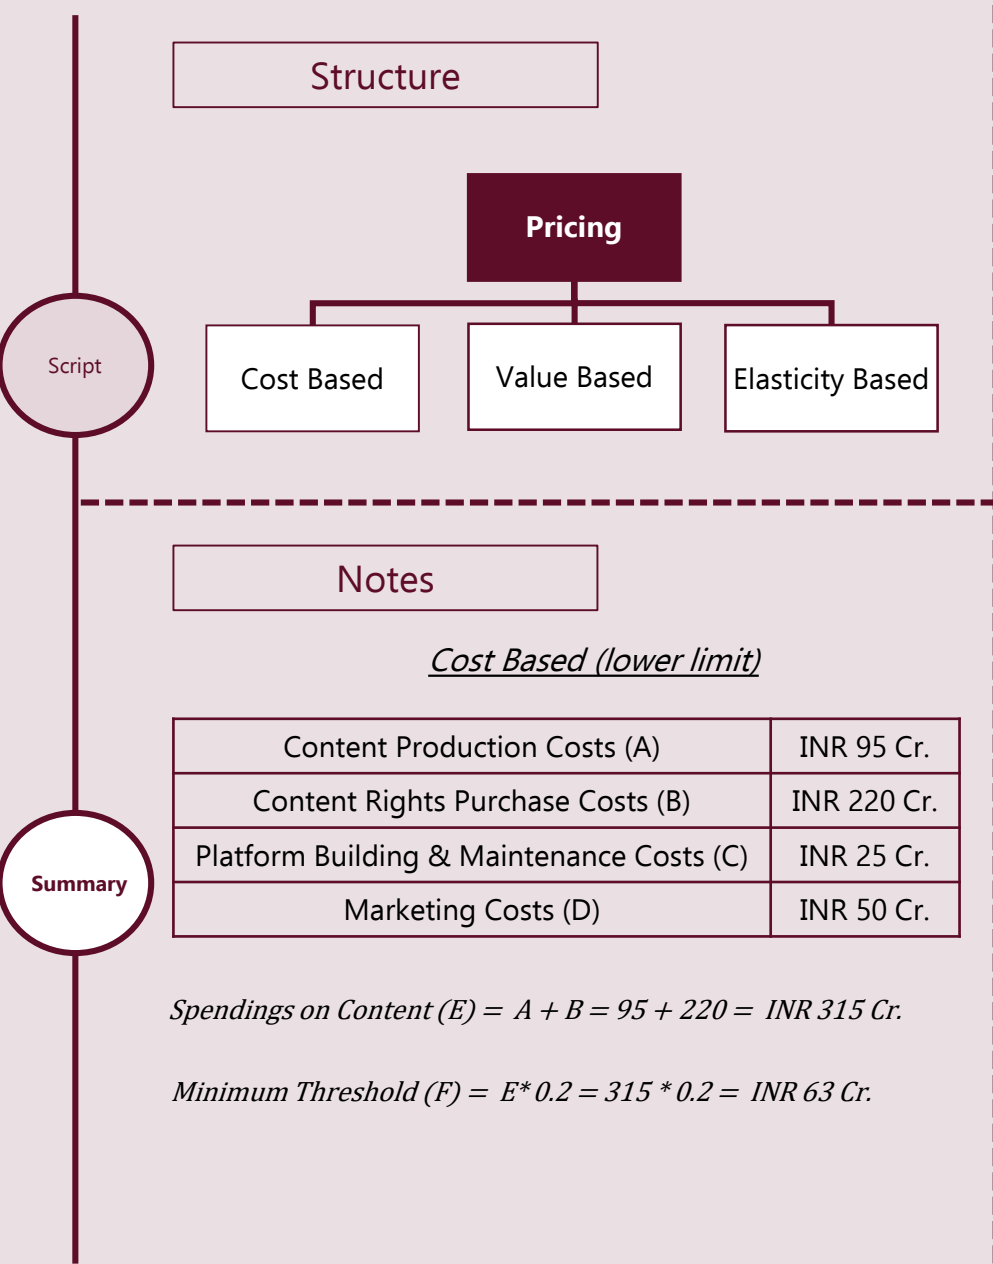 Structure
Pricing
Script
Cost Based
Value Based
Elasticity Based
Notes
Cost Based (lower limit)
Content Production Costs (A) INR 95 Cr.
Content Rights Purchase Costs (B) INR 220 Cr.
Platform Building & Maintenance Costs (C) INR 25 Cr.
Summary
Marketing Costs (D) INR 50 Cr.
Spendings on Content (E) = A + B = 95 + 220 = INR 315 Cr.
Minimum Threshold (F) = E* 0.2 = 315 * 0.2 = INR 63 Cr.